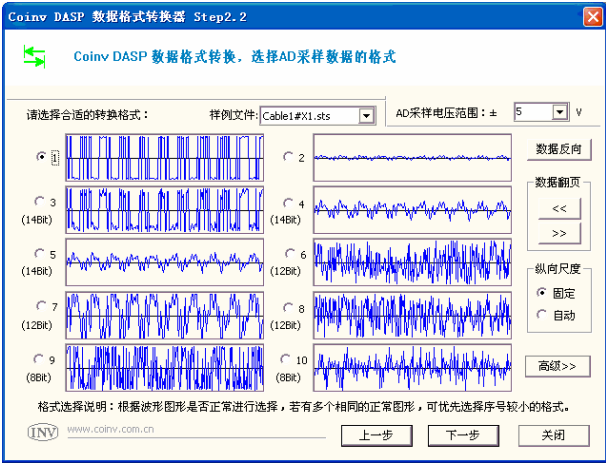 Coinv DASP 数据格式转换器 Step2.2
Coinv DASP 数据格式转换，选择AD采样数据的格式
请选择合适的转换格式： 样例文件: Cable1#X1.sts AD采样电压范围：± 5 V
1 2 数据反向
3 (14Bit) 4 (14Bit) 数据翻页
<<
>>
5 (14Bit) 6 (12Bit) 纵向尺度
固定
自动
7 (12Bit) 8 (12Bit)
9 (8Bit) 10 (8Bit) 高级>>
格式选择说明：根据波形图形是否正常进行选择，若有多个相同的正常图形，可优先选择序号较小的格式。
INV www.coinv.com.cn
上一步 下一步 关闭